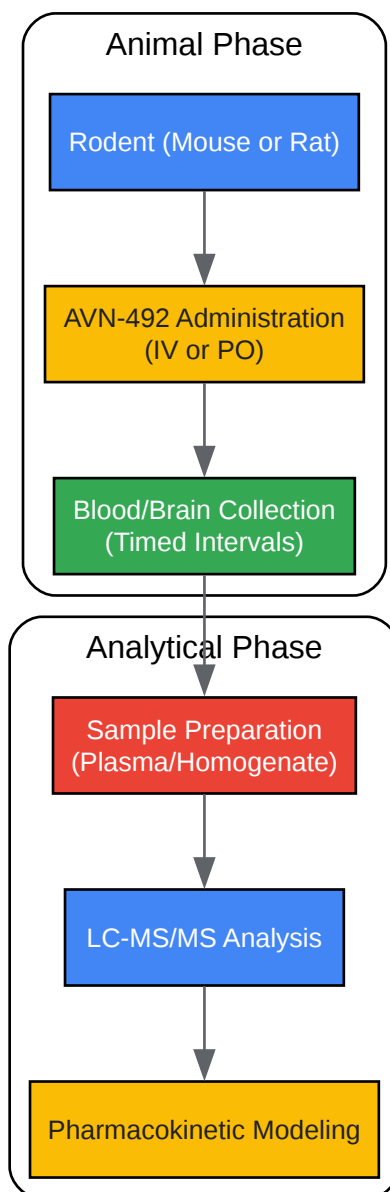 Animal Phase
Rodent (Mouse or Rat)
AVN-492 Administration
(IV or PO)
Blood/Brain Collection
(Timed Intervals)
Analytical Phase
Sample Preparation
(Plasma/Homogenate)
LC-MS/MS Analysis
Pharmacokinetic Modeling